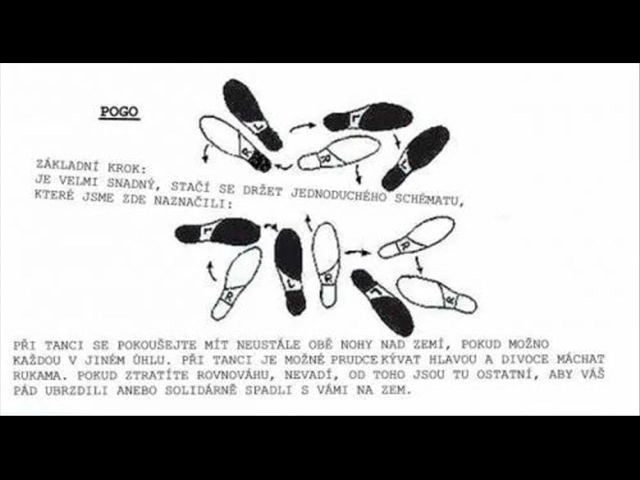 POGO
ZÁKLADNÍ KROK:
JE VELMI SNADNÝ, STAČÍ SE DRŽET JEDNODUCHÉHO SCHÉMATU,
KTERÉ JSME ZDE NAZNAČILI:
L
L
L
R
R
L
L
R
R
R
L
R
PŘI TANCI SE POKOUŠEJTE MÍT NEUSTÁLE OBĚ NOHY NAD ZEMÍ, POKUD MOŽNO
KAŽDOU V JINÉM ÚHLU. PŘI TANCI JE MOŽNÉ PRUDCE KÝVAT HLAVOU A DIVOCE MÁCHAT
RUKAMA. POKUD ZTRATÍTE ROVNOVÁHU, NEVADÍ, OD TOHO JSOU TU OSTATNÍ, ABY VÁŠ
PÁD UBRZDILI ANEBO SOLIDÁRNĚ SPADLI S VÁMI NA ZEM.